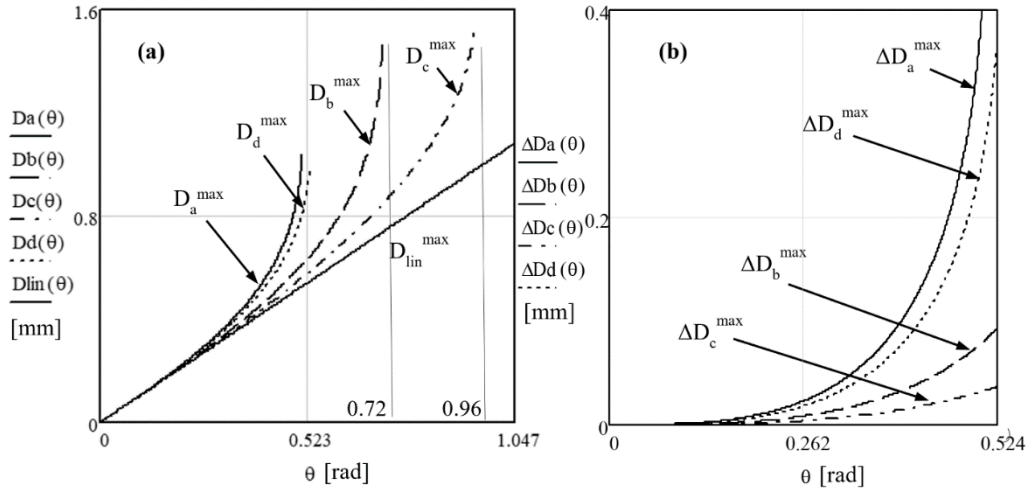 1.6
(a)
D_c^max
D_b^max
Da(θ)
Db(θ)
Dc(θ)
Dd(θ)
Dlin(θ)
[mm]
D_d^max
0.8
D_a^max
D_lin^max
0.72
0.96
0
0
0.523
1.047
θ [rad]
0.4
(b)
ΔD_a^max
ΔD_d^max
ΔDa(θ)
ΔDb(θ)
ΔDc(θ)
ΔDd(θ)
[mm]
0.2
ΔD_b^max
ΔD_c^max
0
0
0.262
0.524
θ [rad]